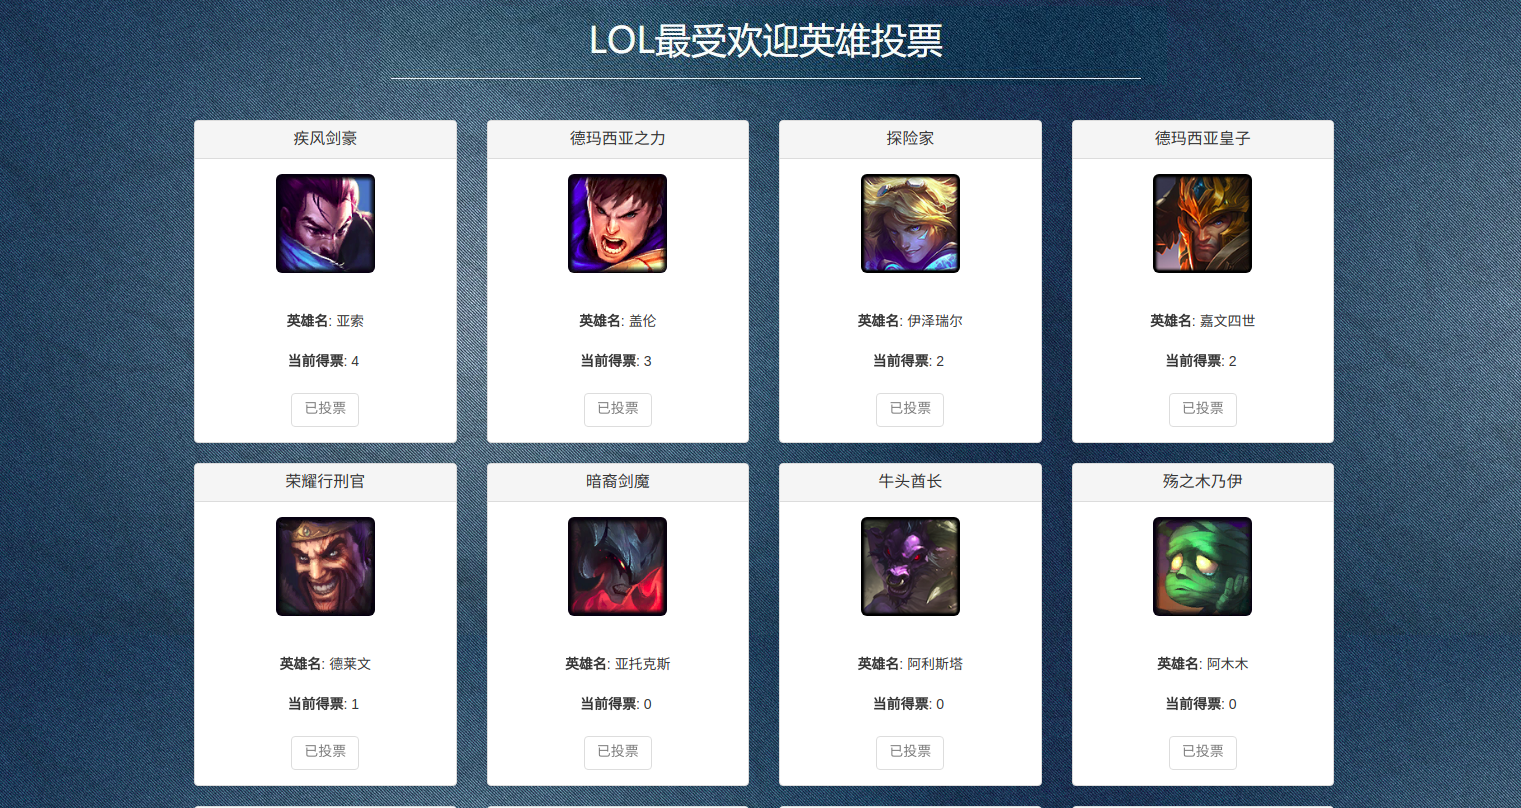 LOL最受欢迎英雄投票
疾风剑豪
英雄名: 亚索
当前得票: 4
已投票
德玛西亚之力
英雄名: 盖伦
当前得票: 3
已投票
探险家
英雄名: 伊泽瑞尔
当前得票: 2
已投票
德玛西亚皇子
英雄名: 嘉文四世
当前得票: 2
已投票
荣耀行刑官
英雄名: 德莱文
当前得票: 1
已投票
暗裔剑魔
英雄名: 亚托克斯
当前得票: 0
已投票
牛头酋长
英雄名: 阿利斯塔
当前得票: 0
已投票
殇之木乃伊
英雄名: 阿木木
当前得票: 0
已投票